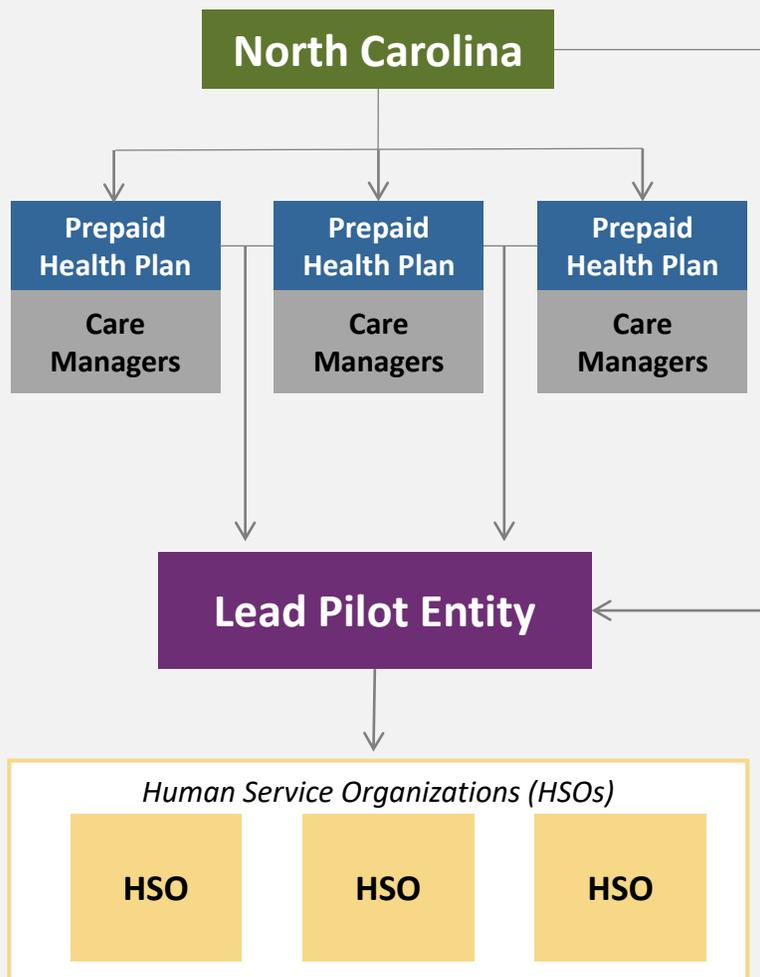 North Carolina
Prepaid
Health Plan
Care
Managers
Prepaid
Health Plan
Care
Managers
Prepaid
Health Plan
Care
Managers
Lead Pilot Entity
Human Service Organizations (HSOs)
HSO
HSO
HSO